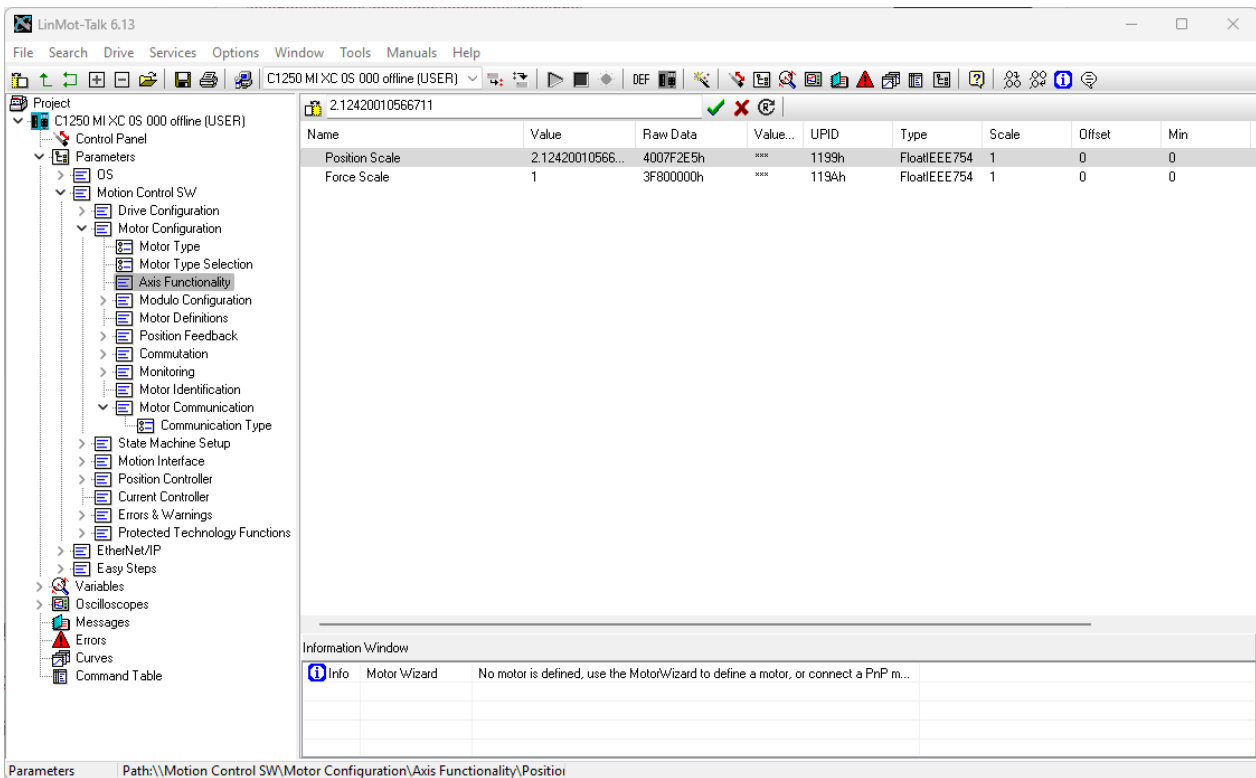 LinMot-Talk 6.13
File Search Drive Services Options Window Tools Manuals Help
C1250 MI XC 0S 000 offline (USER) DEF
Project
C1250 MI XC 0S 000 offline (USER)
Control Panel
Parameters
OS
Motion Control SW
Drive Configuration
Motor Configuration
Motor Type
Motor Type Selection
Axis Functionality
Modulo Configuration
Motor Definitions
Position Feedback
Commutation
Monitoring
Motor Identification
Motor Communication
Communication Type
State Machine Setup
Motion Interface
Position Controller
Current Controller
Errors & Warnings
Protected Technology Functions
EtherNet/IP
Easy Steps
Variables
Oscilloscopes
Messages
Errors
Curves
Command Table
2.12420010566711
Name Value Raw Data Value... UPID Type Scale Offset Min
Position Scale 2.12420010566... 4007F2E5h *** 1199h FloatIEEE754 1 0 0
Force Scale 1 3F800000h *** 119Ah FloatIEEE754 1 0 0
Information Window
Info Motor Wizard No motor is defined, use the MotorWizard to define a motor, or connect a PnP m...
Parameters Path:\\Motion Control SW\Motor Configuration\Axis Functionality\Position